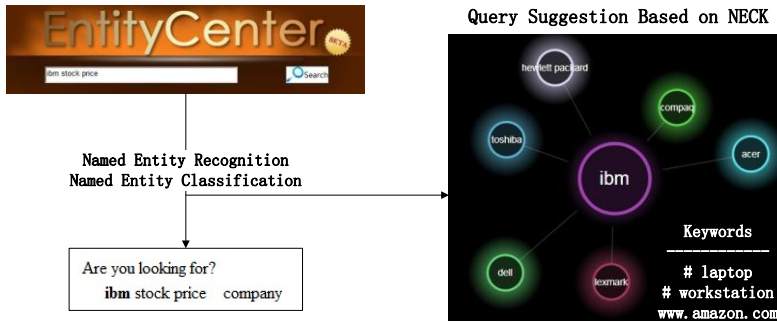 EntityCenter
BETA
ibm stock price
Search
Named Entity Recognition
Named Entity Classification
Are you looking for?
ibm stock price company
Query Suggestion Based on NECK
hewlett packard
compaq
toshiba
acer
ibm
dell
lexmark
Keywords
------------
# laptop
# workstation
www.amazon.com